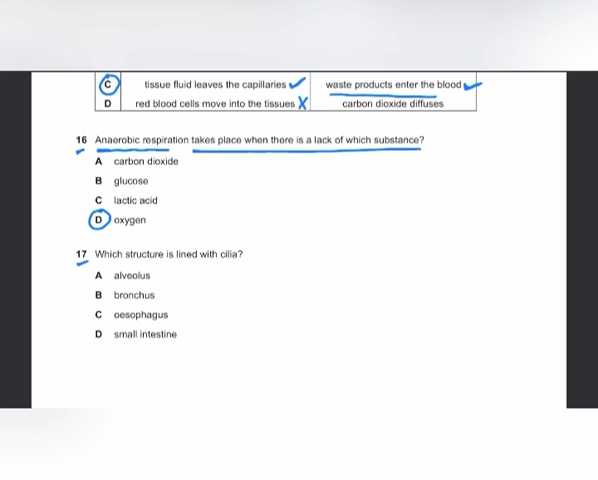 C tissue fluid leaves the capillaries ✓ waste products enter the blood ✓
D red blood cells move into the tissues X carbon dioxide diffuses
16 Anaerobic respiration takes place when there is a lack of which substance?
A carbon dioxide
B glucose
C lactic acid
D oxygen
17 Which structure is lined with cilia?
A alveolus
B bronchus
C oesophagus
D small intestine